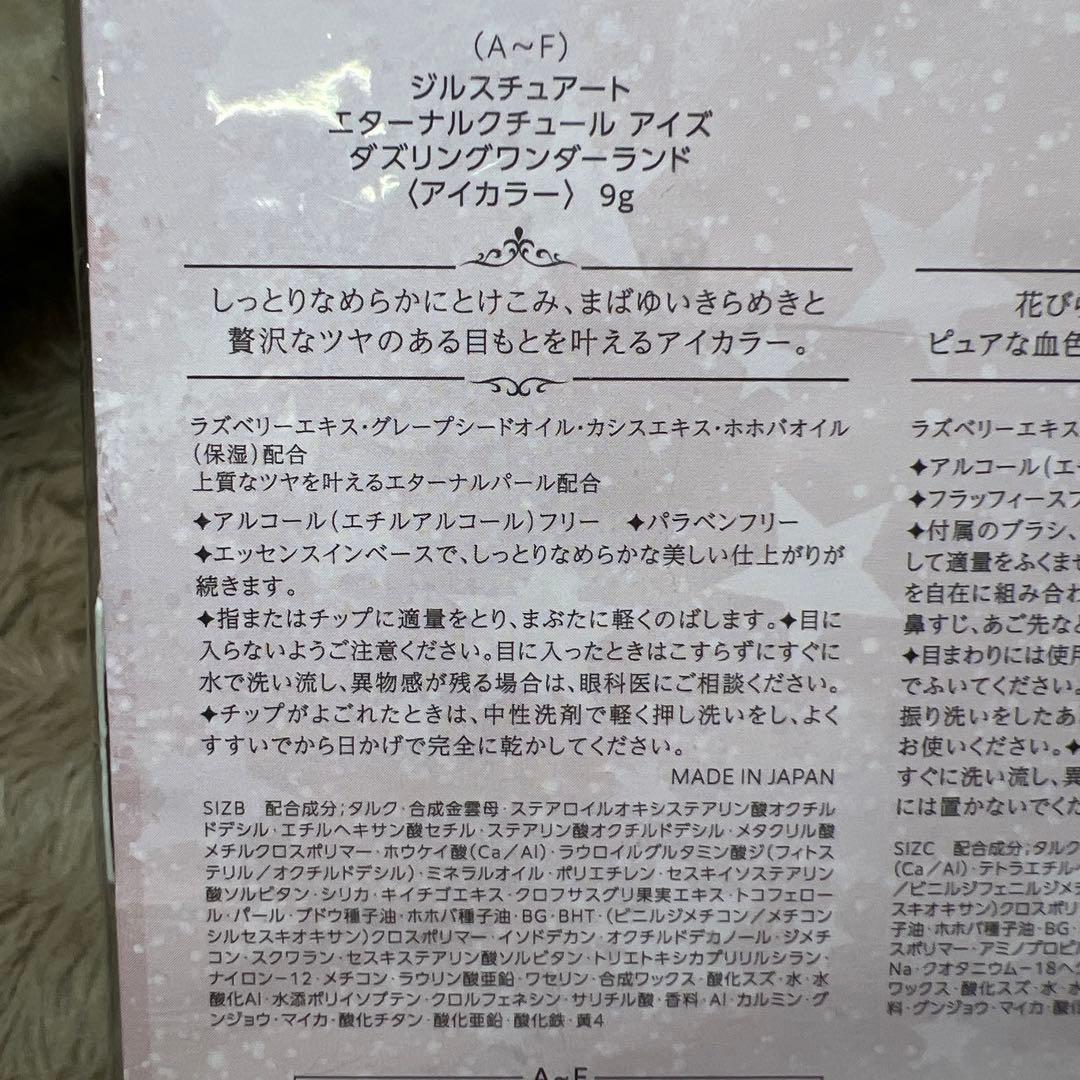 (A～F)
ジルスチュアート
エターナルクチュール アイズ
ダズリングワンダーランド
〈アイカラー〉 9g
しっとりなめらかにとけこみ、まばゆいきらめきと
贅沢なツヤのある目もとを叶えるアイカラー。
ラズベリーエキス・グレープシードオイル・カシスエキス・ホホバオイル
(保湿)配合
上質なツヤを叶えるエターナルパール配合
✦アルコール(エチルアルコール)フリー ✦パラベンフリー
✦エッセンスインベースで、しっとりなめらかな美しい仕上がりが
続きます。
✦指またはチップに適量をとり、まぶたに軽くのばします。✦目に
入らないようご注意ください。目に入ったときはこすらずにすぐに
水で洗い流し、異物感が残る場合は、眼科医にご相談ください。
✦チップがよごれたときは、中性洗剤で軽く押し洗いをし、よく
すすいでから日かげで完全に乾かしてください。
MADE IN JAPAN
SIZB 配合成分；タルク・合成金雲母・ステアロイルオキシステアリン酸オクチル
ドデシル・エチルヘキサン酸セチル・ステアリン酸オクチルドデシル・メタクリル酸
メチルクロスポリマー・ホウケイ酸(Ca／Al)・ラウロイルグルタミン酸ジ(フィトス
テリル／オクチルドデシル)・ミネラルオイル・ポリエチレン・セスキイソステアリン
酸ソルビタン・シリカ・キイチゴエキス・クロフサスグリ果実エキス・トコフェロー
ル・パール・ブドウ種子油・ホホバ種子油・BG・BHT・(ビニルジメチコン／メチコン
シルセスキオキサン)クロスポリマー・イソドデカン・オクチルドデカノール・ジメチ
コン・スクワラン・セスキステアリン酸ソルビタン・トリエトキシカプリリルシラン・
ナイロン−12・メチコン・ラウリン酸亜鉛・ワセリン・合成ワックス・酸化スズ・水・水
酸化Al・水添ポリイソブテン・クロルフェネシン・サリチル酸・香料・Al・カルミン・グ
ンジョウ・マイカ・酸化チタン・酸化亜鉛・酸化鉄・黄4
A～F
花びら
ピュアな血色
ラズベリーエキス
✦アルコール(エチ
✦フラッフィースフ
✦付属のブラシ、
して適量をふくませ
を自在に組み合わ
鼻すじ、あご先など
✦目まわりには使用
でふいてください。
振り洗いをしたあ
お使いください。✦
すぐに洗い流し、異
には置かないでくだ
SIZC 配合成分；タルク
(Ca／Al)・テトラエチルヘ
／ビニルジフェニルジメチ
スキオキサン)クロスポリ
子油・ホホバ種子油・BG・
スポリマー・アミノプロピル
Na・クオタニウム−18ヘク
ワックス・酸化スズ・水・水
料・グンジョウ・マイカ・酸化